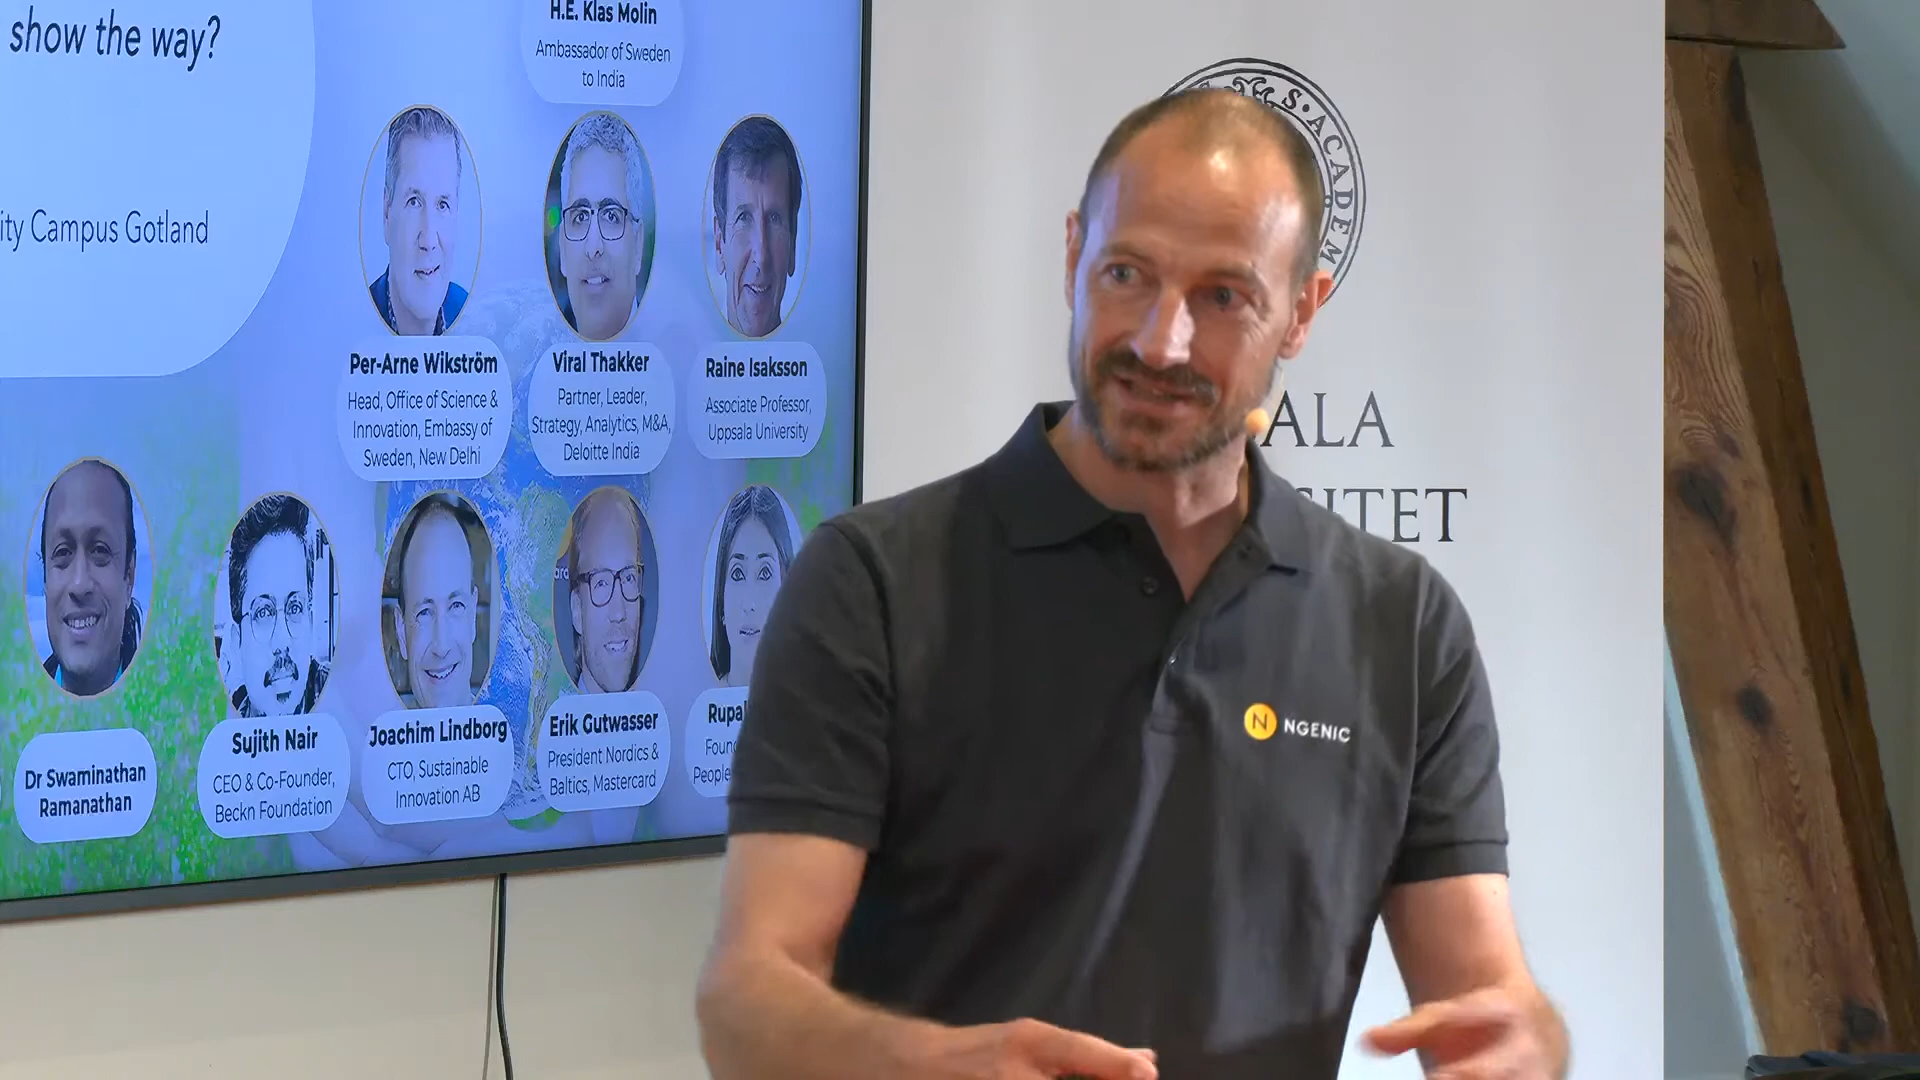 show the way?
ity Campus Gotland
H.E. Klas Molin
Ambassador of Sweden
to India
Per-Arne Wikström
Head, Office of Science &
Innovation, Embassy of
Sweden, New Delhi
Viral Thakker
Partner, Leader,
Strategy, Analytics, M&A,
Deloitte India
Raine Isaksson
Associate Professor,
Uppsala University
Dr Swaminathan
Ramanathan
Sujith Nair
CEO & Co-Founder,
Beckn Foundation
Joachim Lindborg
CTO, Sustainable
Innovation AB
ard
Erik Gutwasser
President Nordics &
Baltics, Mastercard
Rupal
Foun
People
S·ACADEM
ALA
SITET
N NGENIC